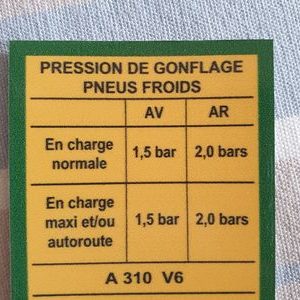 PRESSION DE GONFLAGE
PNEUS FROIDS
AV AR
En charge
normale 1,5 bar 2,0 bars
En charge
maxi et/ou 1,5 bar 2,0 bars
autoroute
A 310 V6